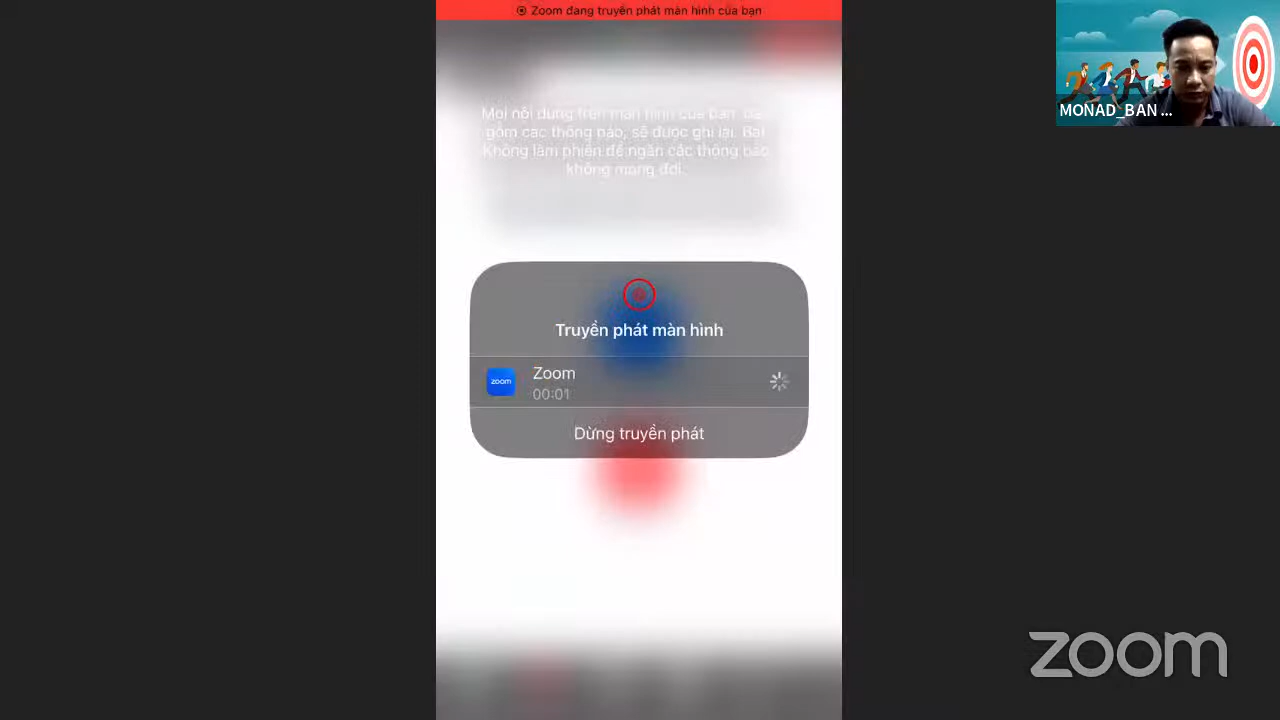 Zoom đang truyền phát màn hình của bạn
MONAD_BAN ...
Mọi nội dung trên màn hình của bạn, bao
gồm các thông báo, sẽ được ghi lại. Bật
Không làm phiền để ngăn các thông báo
không mong đợi.
Truyền phát màn hình
zoom
Zoom
00:01
Dừng truyền phát
zoom